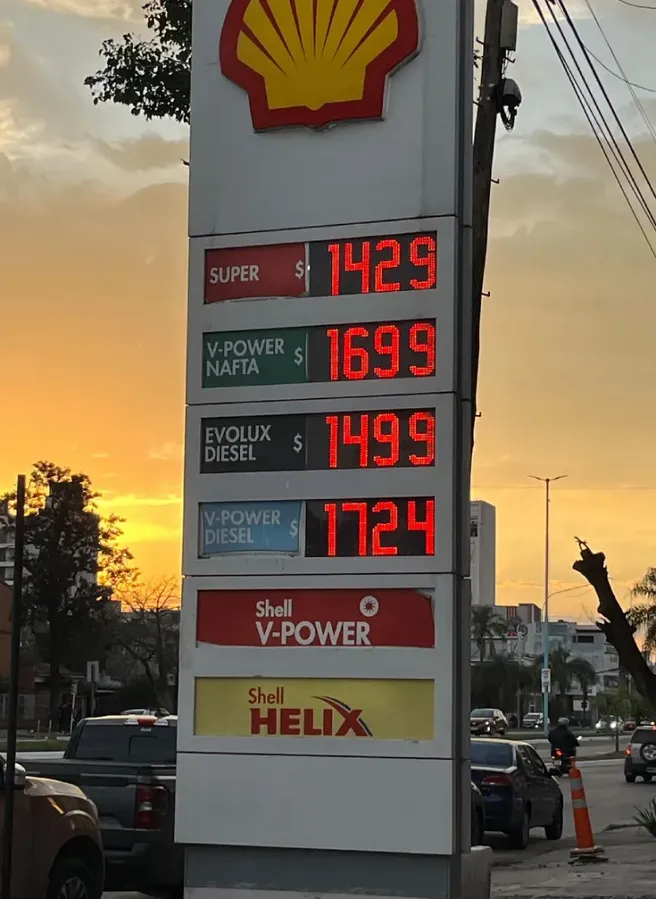 SUPER $ 1429
V-POWER
NAFTA $ 1699
EVOLUX
DIESEL $ 1499
V-POWER
DIESEL $ 1724
Shell
V-POWER
Shell
HELIX